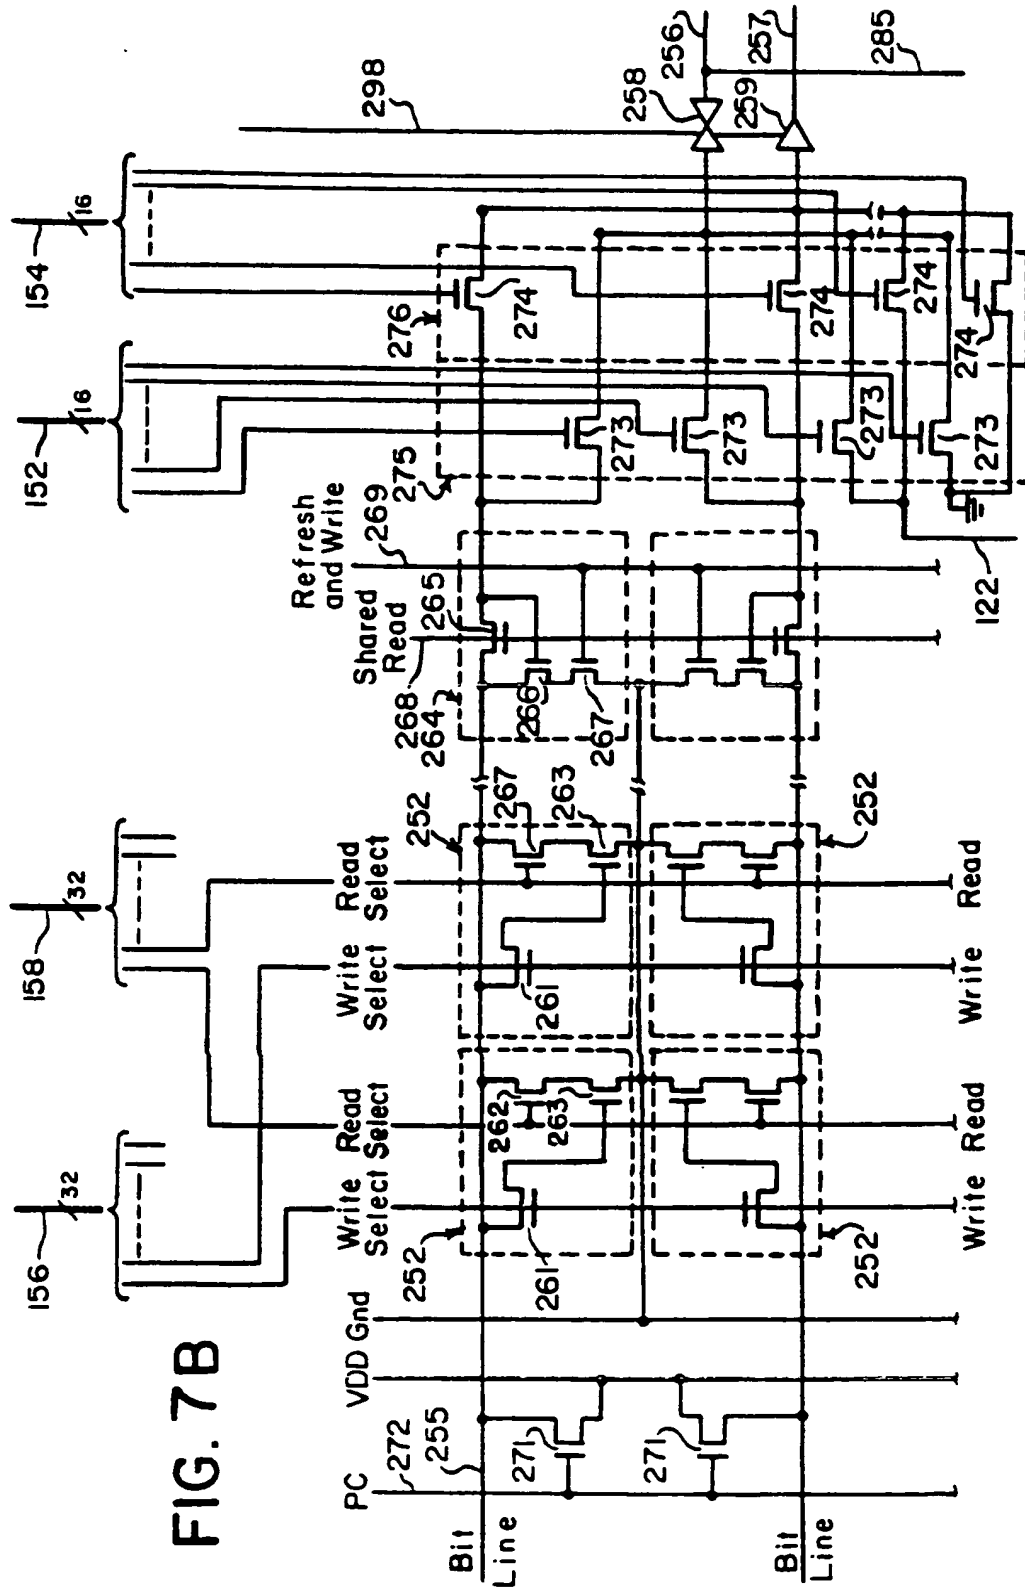 FIG. 7B
156
32
158
32
152
16
154
16
298
PC
272
255
VDD
Gnd
Write
Select
Read
Select
Write
Select
Read
Select
Shared
Read
Refresh
and Write
268
264
265
269
275
276
252
252
261
262
263
261
267
263
266
267
271
271
273
273
273
273
274
274
274
274
258
259
256
257
285
122
252
252
Bit
Line
Bit
Line
Write
Read
Write
Read